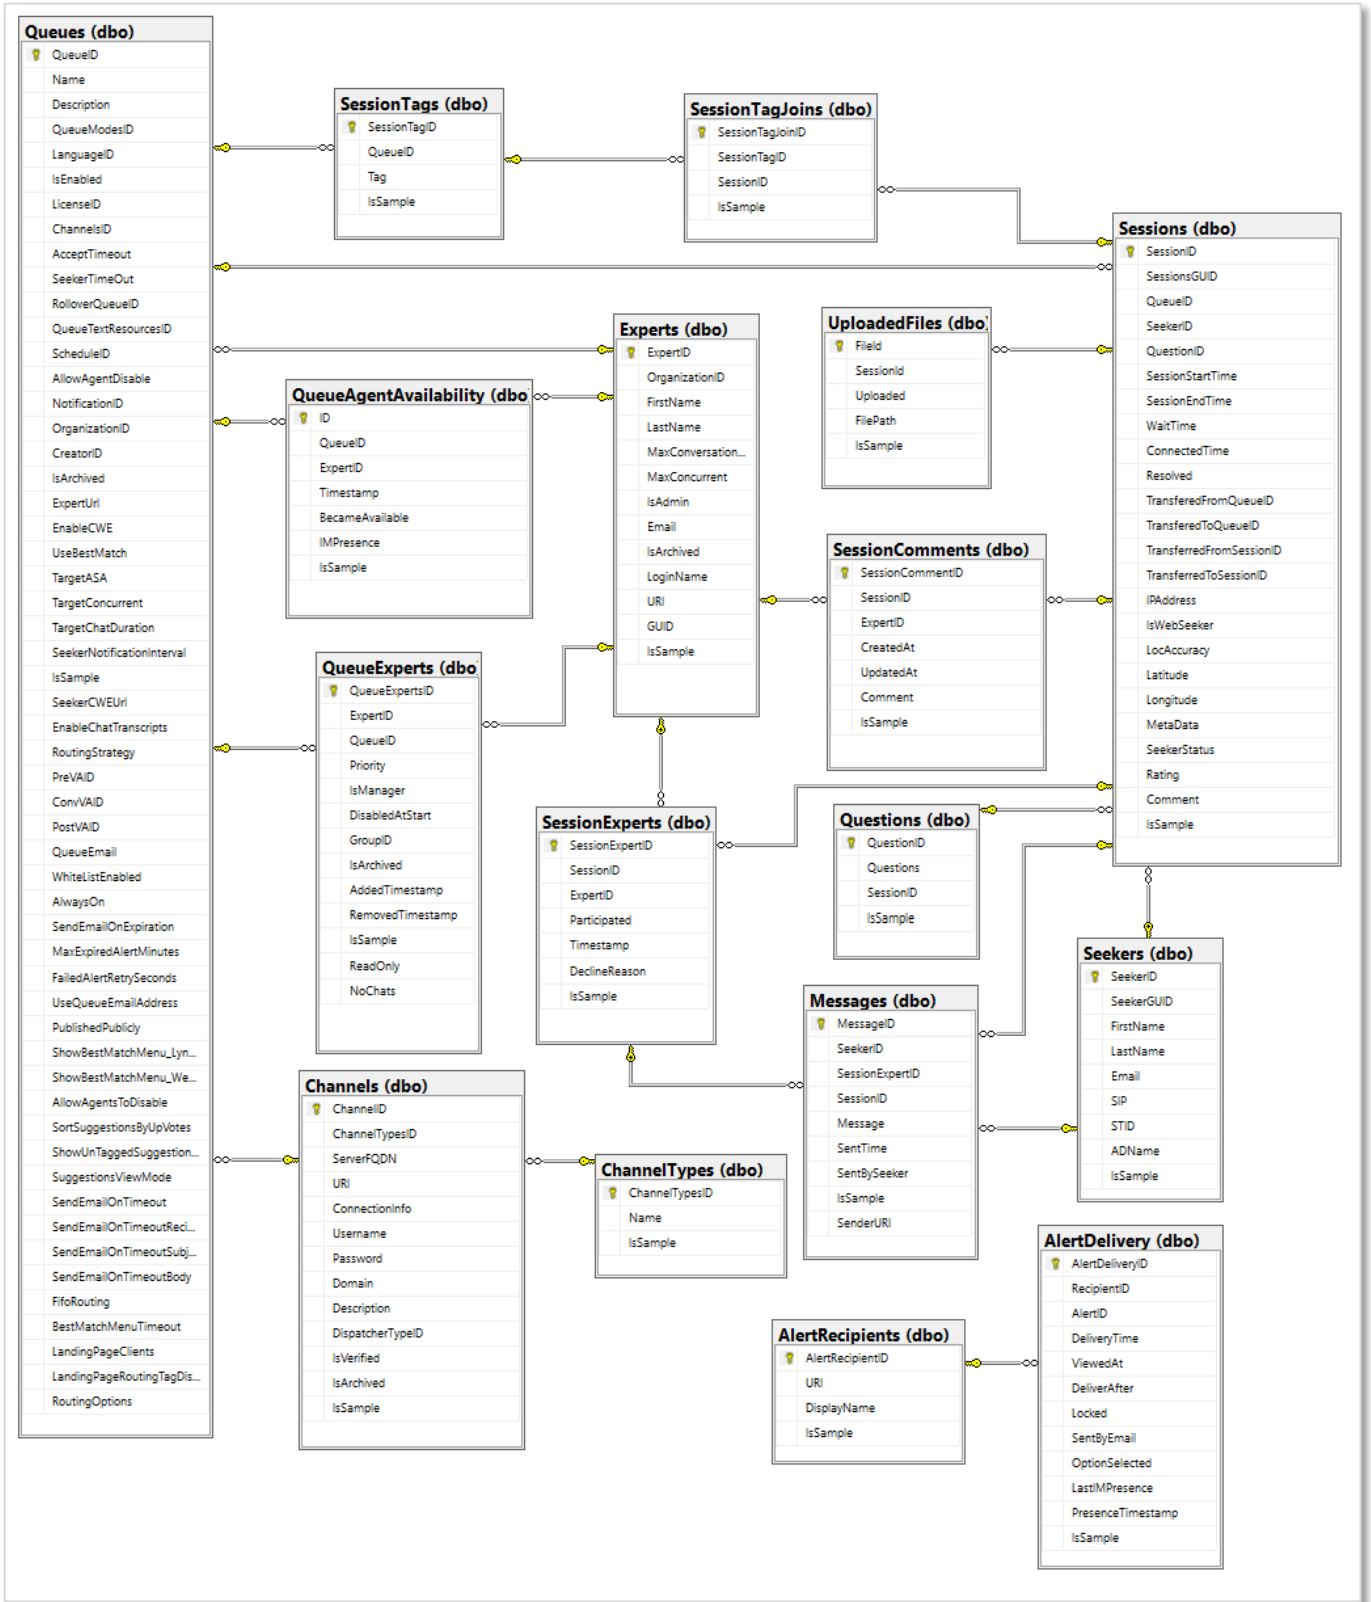 Queues (dbo)
QueueID
Name
Description
QueueModesID
LanguageID
IsEnabled
LicenseID
ChannelsID
AcceptTimeout
SeekerTimeOut
RolloverQueueID
QueueTextResourcesID
ScheduleID
AllowAgentDisable
NotificationID
OrganizationID
CreatorID
IsArchived
ExpertUrl
EnableCWE
UseBestMatch
TargetASA
TargetConcurrent
TargetChatDuration
SeekerNotificationInterval
IsSample
SeekerCWEUrl
EnableChatTranscripts
RoutingStrategy
PreVAID
ConvVAID
PostVAID
QueueEmail
WhiteListEnabled
AlwaysOn
SendEmailOnExpiration
MaxExpiredAlertMinutes
FailedAlertRetrySeconds
UseQueueEmailAddress
PublishedPublicly
ShowBestMatchMenu_Lyn...
ShowBestMatchMenu_We...
AllowAgentsToDisable
SortSuggestionsByUpVotes
ShowUnTaggedSuggestion...
SuggestionsViewMode
SendEmailOnTimeout
SendEmailOnTimeoutReci...
SendEmailOnTimeoutSubj...
SendEmailOnTimeoutBody
FifoRouting
BestMatchMenuTimeout
LandingPageClients
LandingPageRoutingTagDis...
RoutingOptions
SessionTags (dbo)
SessionTagID
QueueID
Tag
IsSample
SessionTagJoins (dbo)
SessionTagJoinID
SessionTagID
SessionID
IsSample
Sessions (dbo)
SessionID
SessionsGUID
QueueID
SeekerID
QuestionID
SessionStartTime
SessionEndTime
WaitTime
ConnectedTime
Resolved
TransferedFromQueueID
TransferedToQueueID
TransferredFromSessionID
TransferredToSessionID
IPAddress
IsWebSeeker
LocAccuracy
Latitude
Longitude
MetaData
SeekerStatus
Rating
Comment
IsSample
Experts (dbo)
ExpertID
OrganizationID
FirstName
LastName
MaxConversation...
MaxConcurrent
IsAdmin
Email
IsArchived
LoginName
URI
GUID
IsSample
UploadedFiles (dbo)
FileId
SessionId
Uploaded
FilePath
IsSample
QueueAgentAvailability (dbo
ID
QueueID
ExpertID
Timestamp
BecameAvailable
IMPresence
IsSample
SessionComments (dbo)
SessionCommentID
SessionID
ExpertID
CreatedAt
UpdatedAt
Comment
IsSample
QueueExperts (dbo)
QueueExpertsID
ExpertID
QueueID
Priority
IsManager
DisabledAtStart
GroupID
IsArchived
AddedTimestamp
RemovedTimestamp
IsSample
ReadOnly
NoChats
SessionExperts (dbo)
SessionExpertID
SessionID
ExpertID
Participated
Timestamp
DeclineReason
IsSample
Questions (dbo)
QuestionID
Questions
SessionID
IsSample
Seekers (dbo)
SeekerID
SeekerGUID
FirstName
LastName
Email
SIP
STID
ADName
IsSample
Messages (dbo)
MessageID
SeekerID
SessionExpertID
SessionID
Message
SentTime
SentBySeeker
IsSample
SenderURI
Channels (dbo)
ChannelID
ChannelTypesID
ServerFQDN
URI
ConnectionInfo
Username
Password
Domain
Description
DispatcherTypeID
IsVerified
IsArchived
IsSample
ChannelTypes (dbo)
ChannelTypesID
Name
IsSample
AlertDelivery (dbo)
AlertDeliveryID
RecipientID
AlertID
DeliveryTime
ViewedAt
DeliverAfter
Locked
SentByEmail
OptionSelected
LastIMPresence
PresenceTimestamp
IsSample
AlertRecipients (dbo)
AlertRecipientID
URI
DisplayName
IsSample